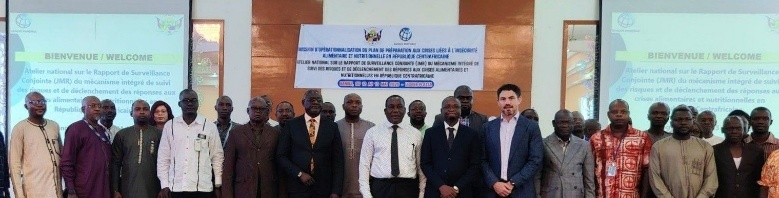 BIENVENUE / WELCOME
Atelier national sur le Rapport de Surveillance
Conjointe (JMR) du mécanisme intégré de suivi
des risques et de déclenchement des réponses aux
crises alimentaires et
République
MISSION D'OPÉRATIONNALISATION DU PLAN DE PRÉPARATION AUX CRISES LIÉES À L'INSÉCURITÉ
ALIMENTAIRE ET NUTRITIONNELLE EN RÉPUBLIQUE CENTRAFRICAINE
ATELIER NATIONAL SUR LE RAPPORT DE SURVEILLANCE CONJOINTE (JMR) DU MÉCANISME INTÉGRÉ DE
SUIVI DES RISQUES ET DE DÉCLENCHEMENT DES RÉPONSES AUX CRISES ALIMENTAIRES ET
NUTRITIONNELLES EN RÉPUBLIQUE CENTRAFRICAINE
BIENVENUE / WELCOME
Atelier national sur le Rapport de Surveillance
Conjointe (JMR) du mécanisme intégré de suivi
des risques et de déclenchement des réponses aux
crises alimentaires et nutritionnelles en